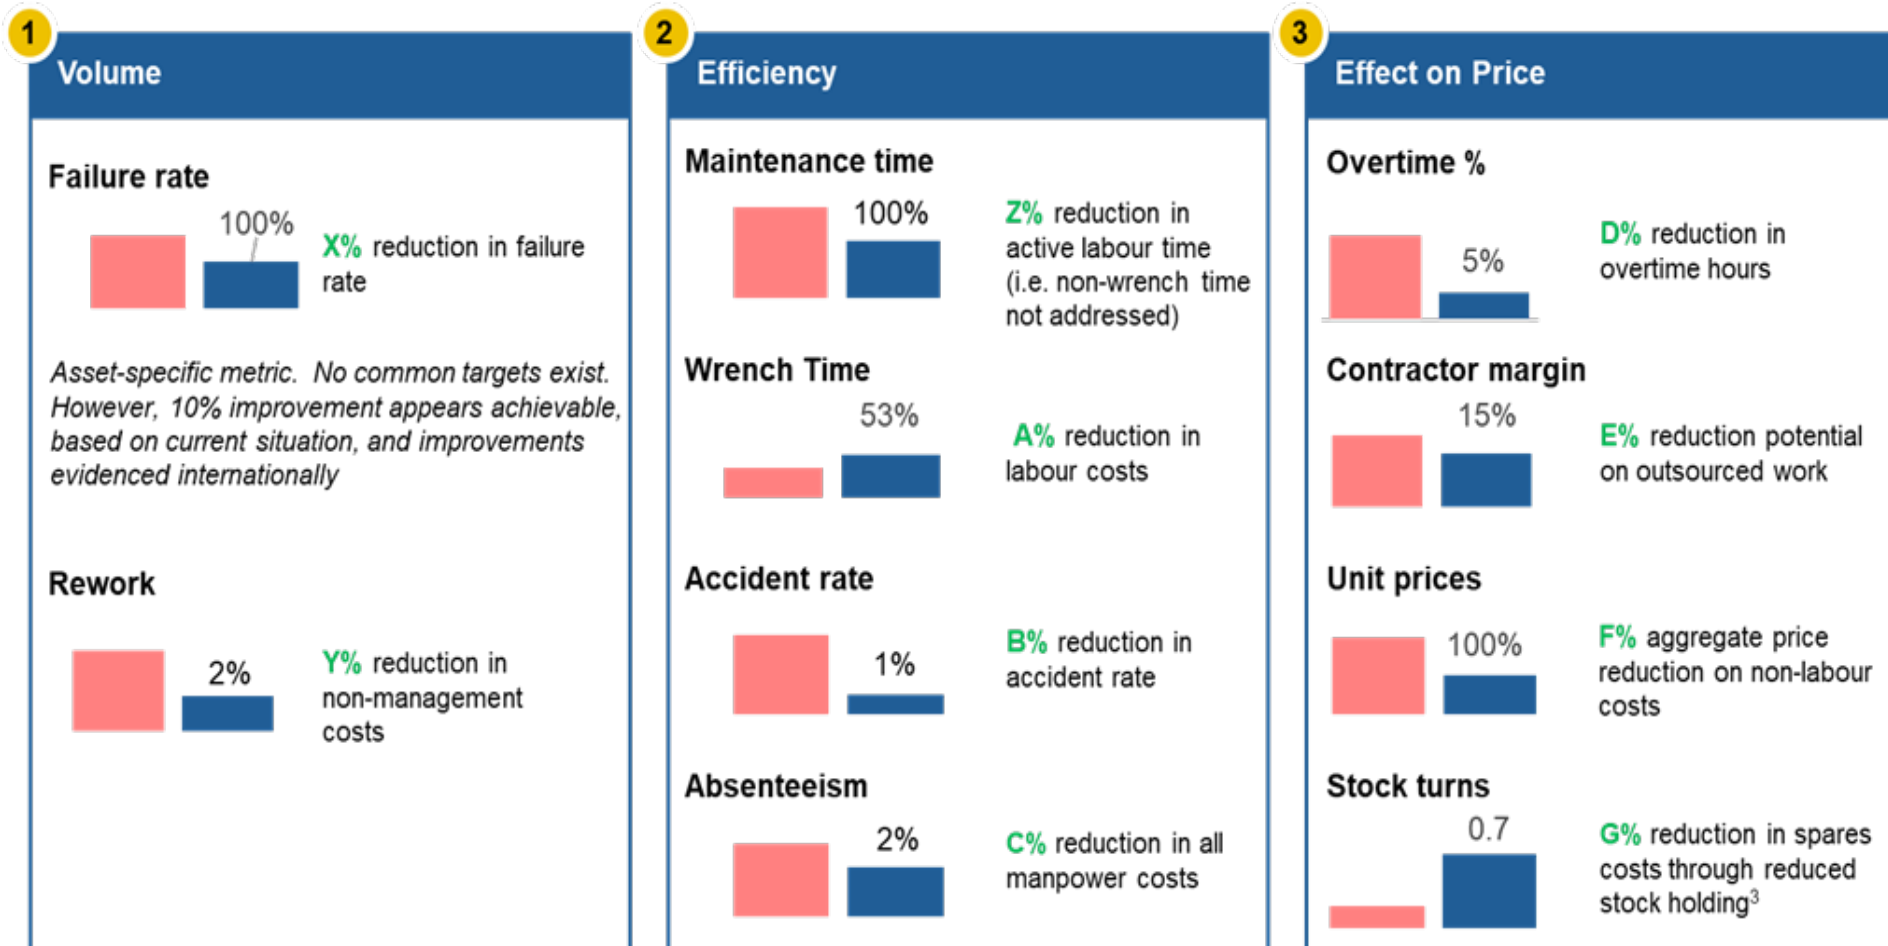 1
Volume
Failure rate
100%
X% reduction in failure
rate
Asset-specific metric. No common targets exist.
However, 10% improvement appears achievable,
based on current situation, and improvements
evidenced internationally
Rework
2%
Y% reduction in
non-management
costs
2
Efficiency
Maintenance time
100%
Z% reduction in
active labour time
(i.e. non-wrench time
not addressed)
Wrench Time
53%
A% reduction in
labour costs
Accident rate
1%
B% reduction in
accident rate
Absenteeism
2%
C% reduction in all
manpower costs
3
Effect on Price
Overtime %
5%
D% reduction in
overtime hours
Contractor margin
15%
E% reduction potential
on outsourced work
Unit prices
100%
F% aggregate price
reduction on non-labour
costs
Stock turns
0.7
G% reduction in spares
costs through reduced
stock holding3